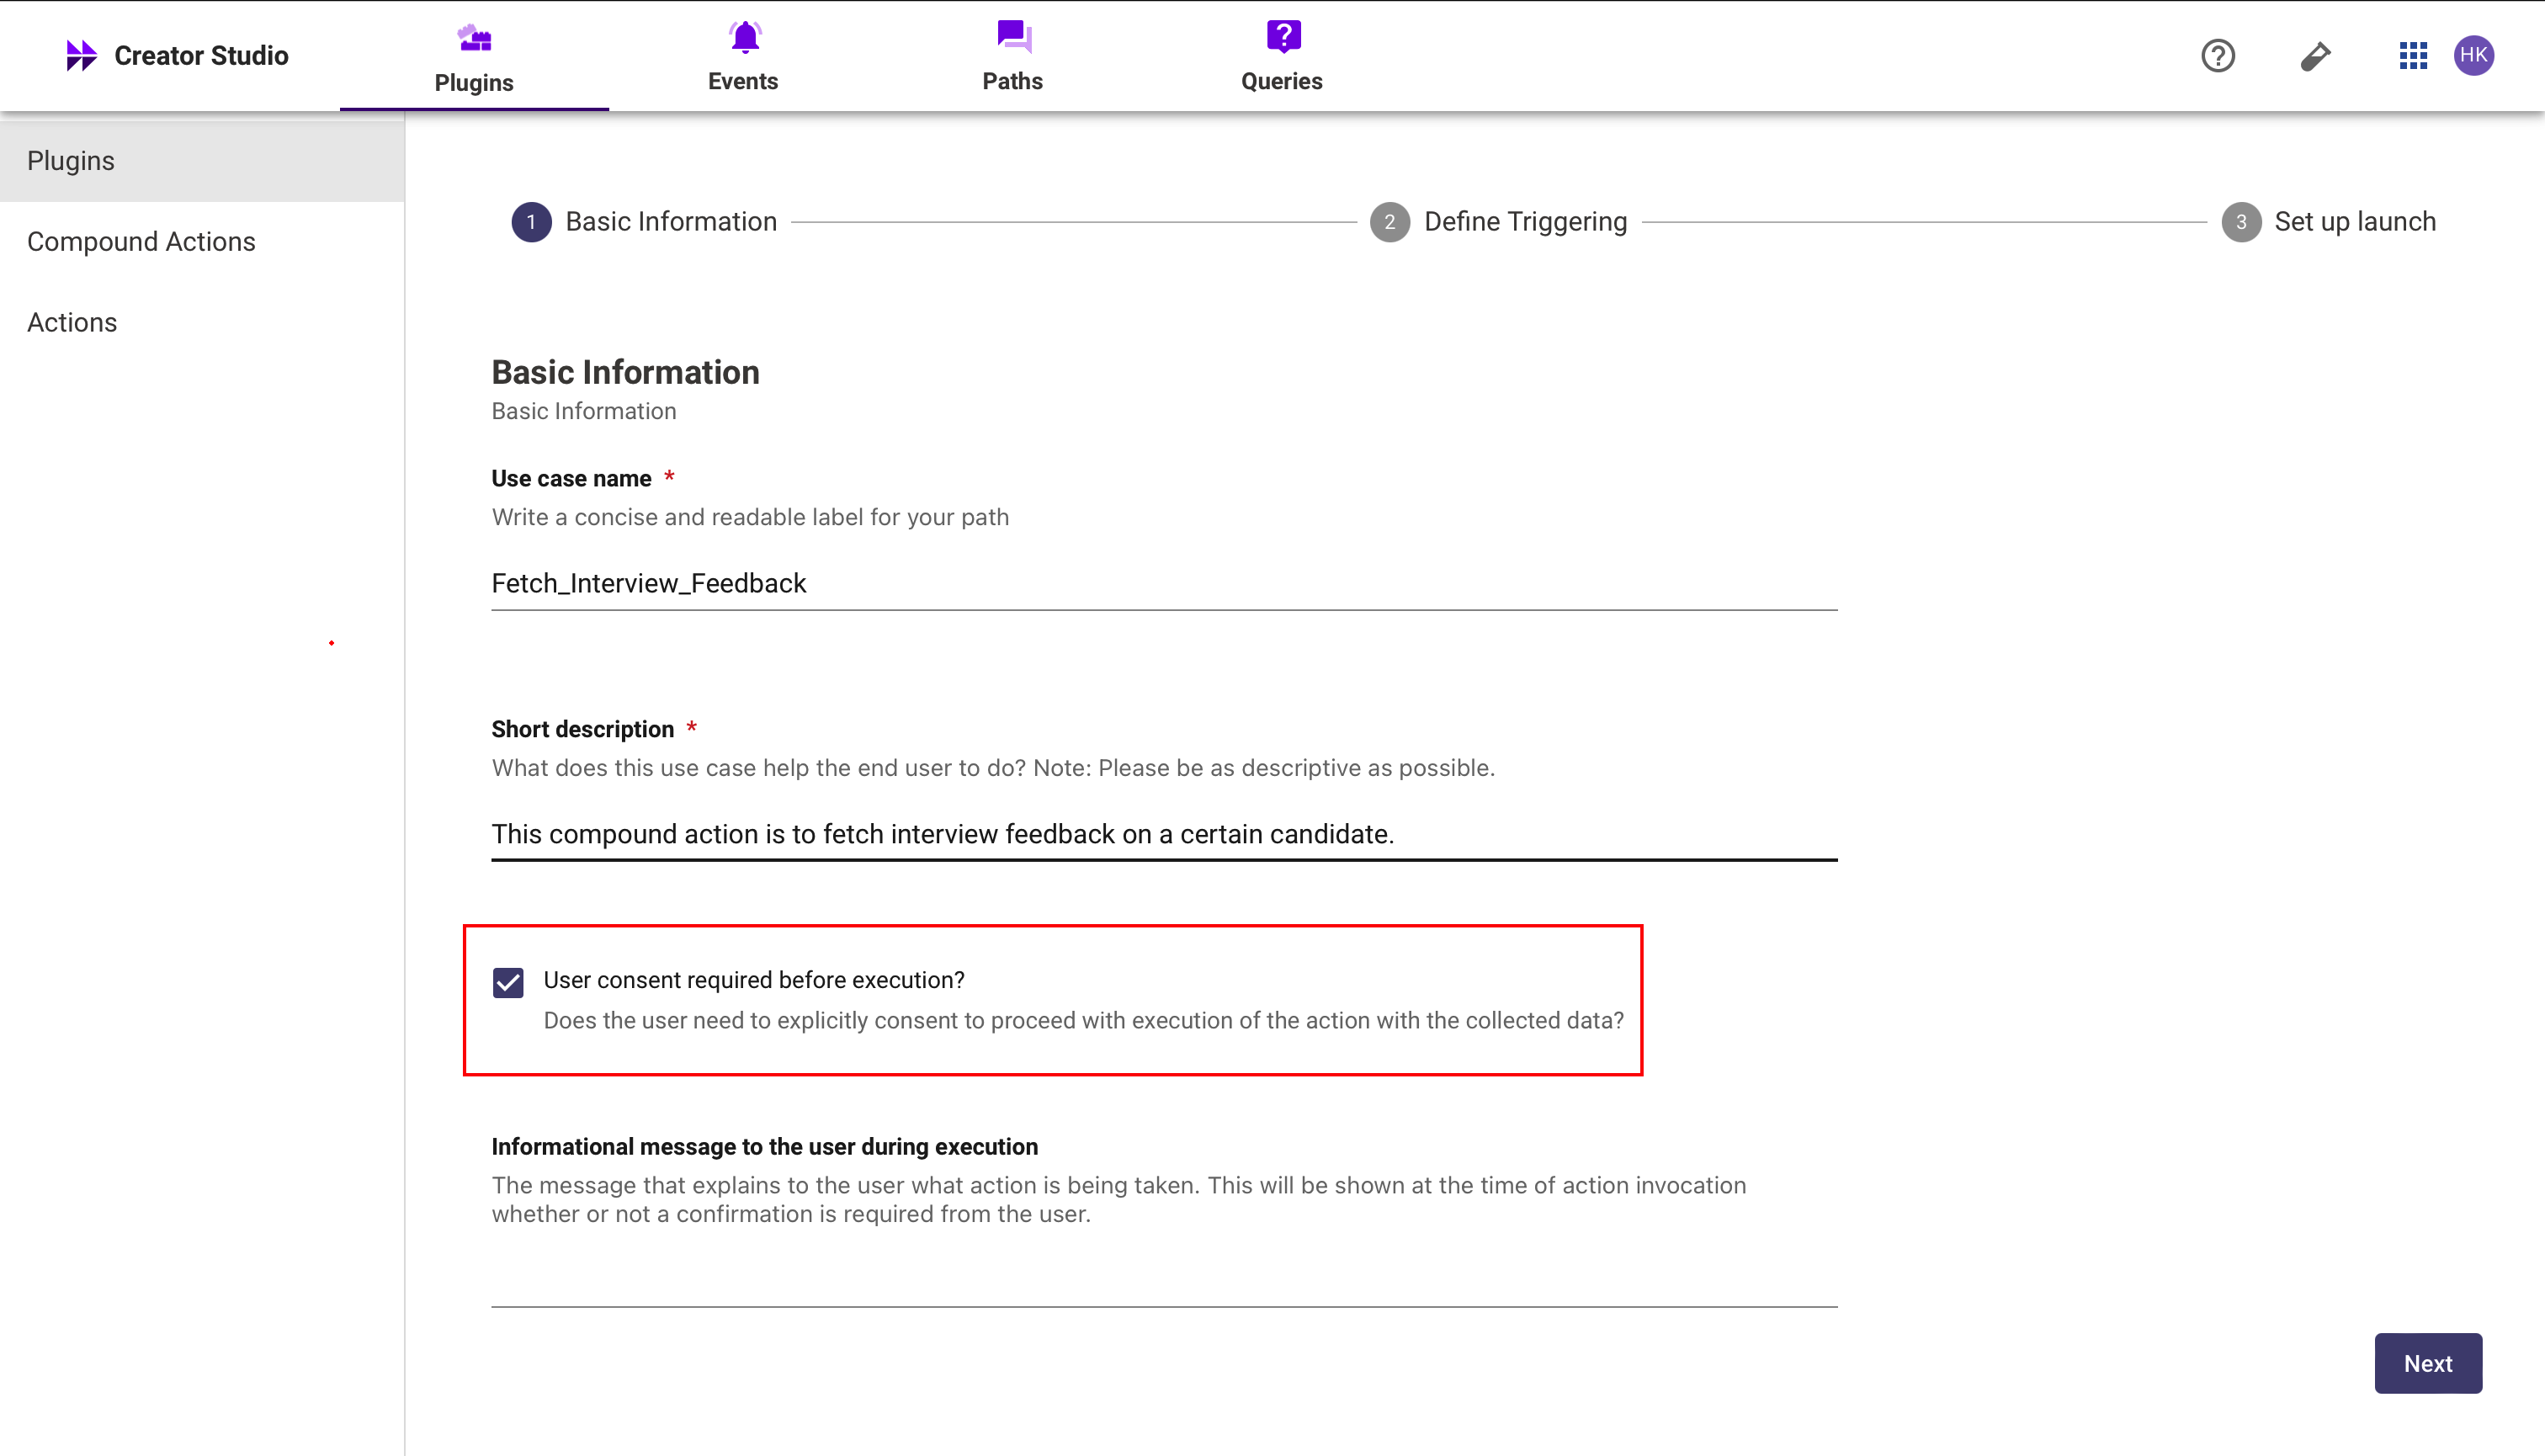 Creator Studio
Plugins
Events
Paths
Queries
?
HK
Plugins
Compound Actions
Actions
1 Basic Information
2 Define Triggering
3 Set up launch
Basic Information
Basic Information
Use case name *
Write a concise and readable label for your path
Fetch_Interview_Feedback
Short description *
What does this use case help the end user to do? Note: Please be as descriptive as possible.
This compound action is to fetch interview feedback on a certain candidate.
User consent required before execution?
Does the user need to explicitly consent to proceed with execution of the action with the collected data?
Informational message to the user during execution
The message that explains to the user what action is being taken. This will be shown at the time of action invocation
whether or not a confirmation is required from the user.
Next